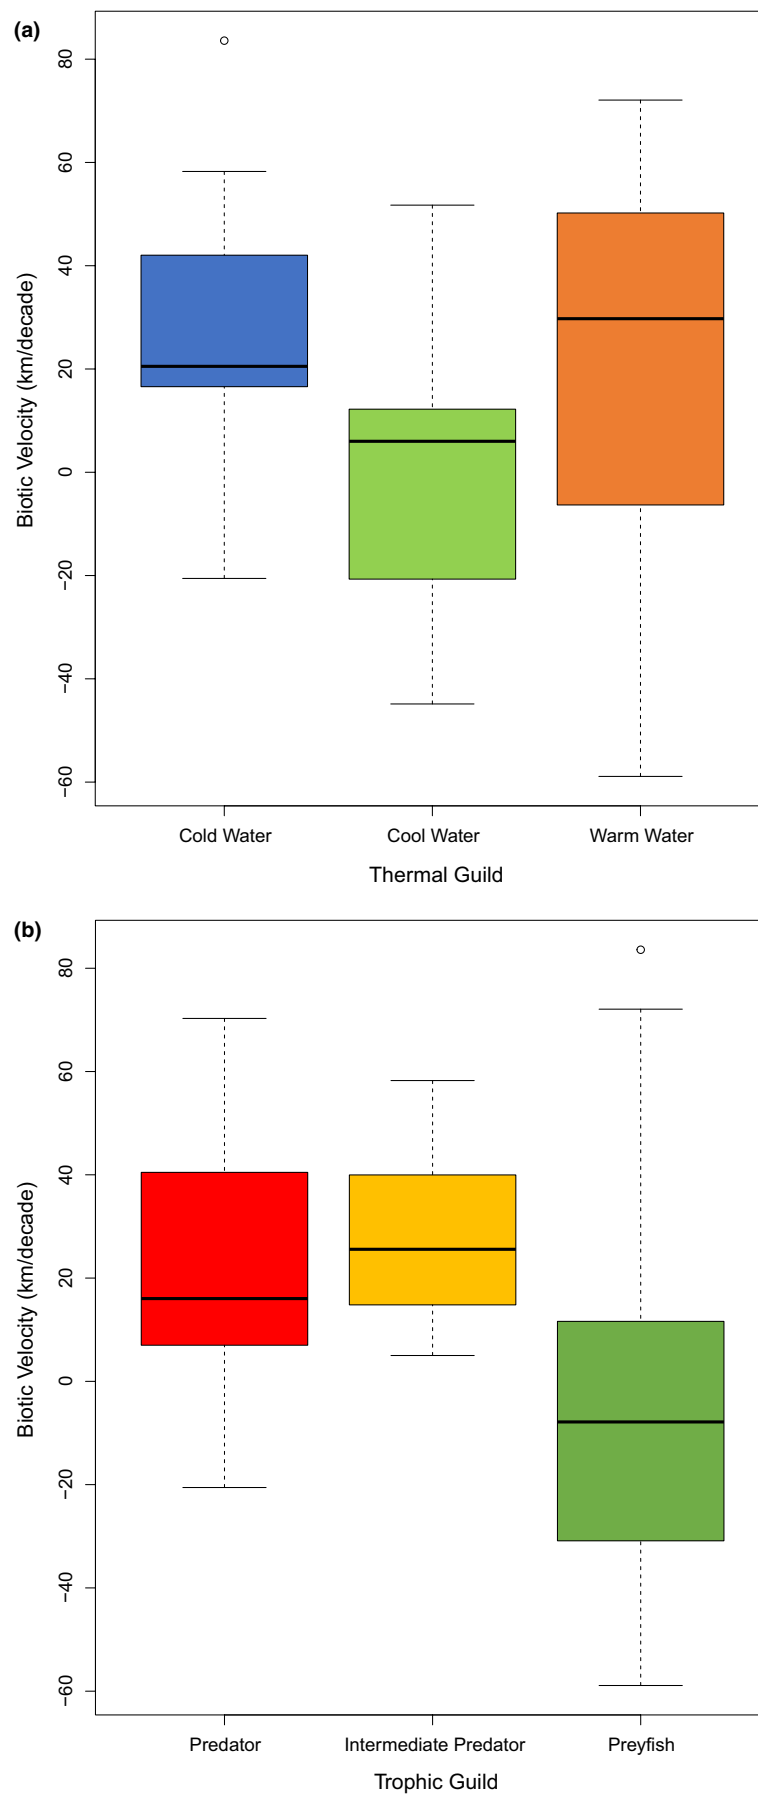 (a)
80
60
40
20
0
−20
−40
−60
Biotic Velocity (km/decade)
Cold Water Cool Water Warm Water
Thermal Guild
(b)
80
60
40
20
0
−20
−40
−60
Biotic Velocity (km/decade)
Predator Intermediate Predator Preyfish
Trophic Guild